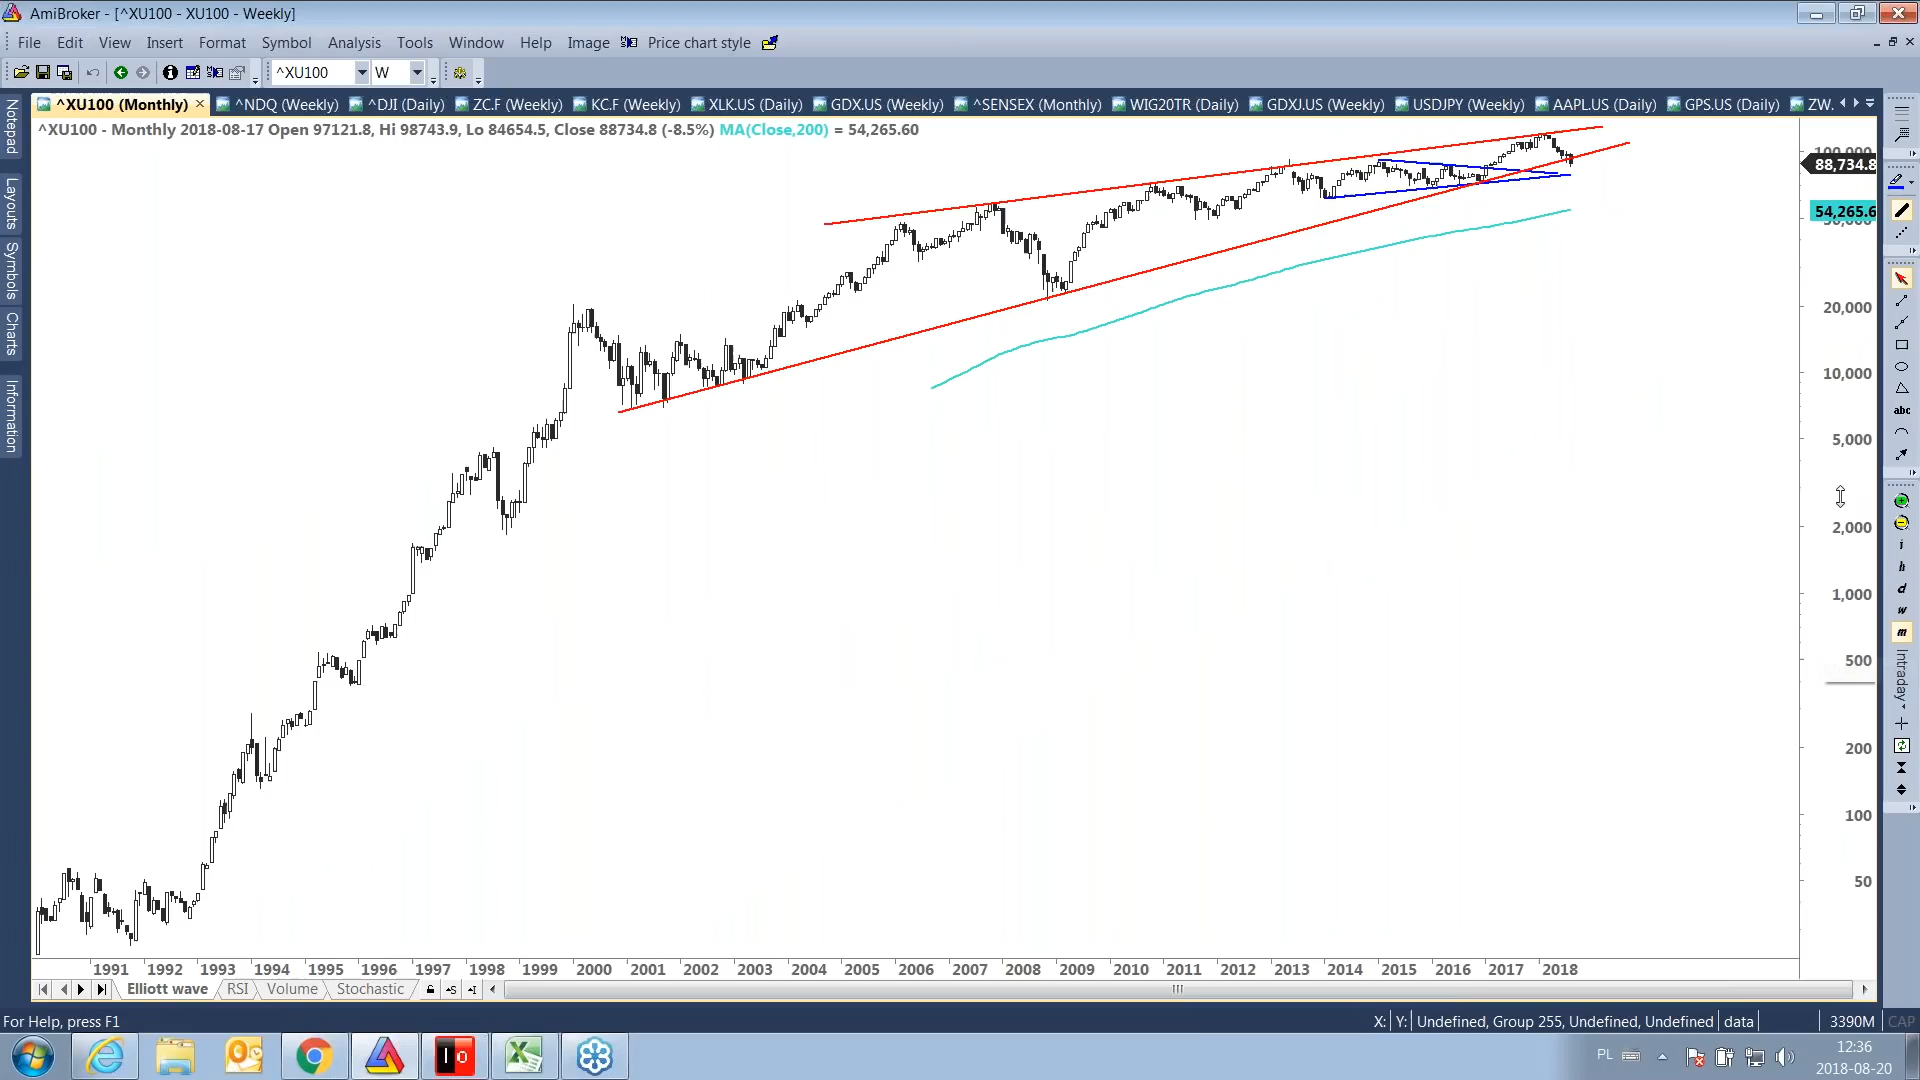 AmiBroker - [^XU100 - XU100 - Weekly]
File Edit View Insert Format Symbol Analysis Tools Window Help Image Price chart style
^XU100 W
^XU100 (Monthly) ^NDQ (Weekly) ^DJI (Daily) ZC.F (Weekly) KC.F (Weekly) XLK.US (Daily) GDX.US (Weekly) ^SENSEX (Monthly) WIG20TR (Daily) GDXJ.US (Weekly) USDJPY (Weekly) AAPL.US (Daily) GPS.US (Daily) ZW.
^XU100 - Monthly 2018-08-17 Open 97121.8, Hi 98743.9, Lo 84654.5, Close 88734.8 (-8.5%) MA(Close,200) = 54,265.60
Notepad
Layouts
Symbols
Charts
Information
88,734.8
54,265.6
20,000
10,000
5,000
2,000
1,000
500
200
100
50
abc
i
h
d
w
m
Intraday
1991 1992 1993 1994 1995 1996 1997 1998 1999 2000 2001 2002 2003 2004 2005 2006 2007 2008 2009 2010 2011 2012 2013 2014 2015 2016 2017 2018
Elliott wave RSI Volume Stochastic
For Help, press F1
X: Y: Undefined, Group 255, Undefined, Undefined data 3390M CAP
PL
12:36
2018-08-20